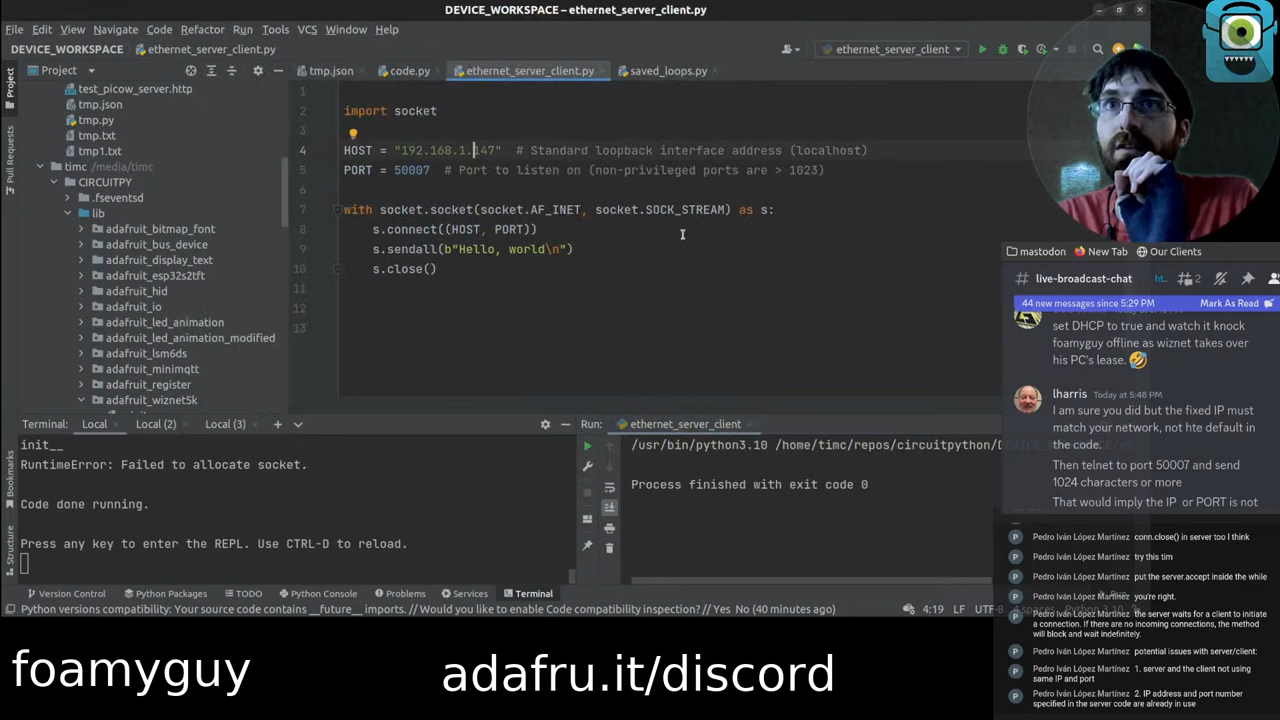 DEVICE_WORKSPACE – ethernet_server_client.py
File Edit View Navigate Code Refactor Run Tools VCS Window Help
DEVICE_WORKSPACE ethernet_server_client.py
ethernet_server_client
Project
tmp.json
code.py
ethernet_server_client.py
saved_loops.py
test_picow_server.http
tmp.json
tmp.py
tmp.txt
tmp1.txt
timc /media/timc
CIRCUITPY
.fseventsd
lib
adafruit_bitmap_font
adafruit_bus_device
adafruit_display_text
adafruit_esp32s2tft
adafruit_hid
adafruit_io
adafruit_led_animation
adafruit_led_animation_modified
adafruit_lsm6ds
adafruit_minimqtt
adafruit_register
adafruit_wiznet5k
1
2 import socket
3
4 HOST = "192.168.1.147" # Standard loopback interface address (localhost)
5 PORT = 50007 # Port to listen on (non-privileged ports are > 1023)
6
7 with socket.socket(socket.AF_INET, socket.SOCK_STREAM) as s:
8 s.connect((HOST, PORT))
9 s.sendall(b"Hello, world\n")
10 s.close()
11
12
13
Project
Bookmarks
Structure
Terminal: Local Local (2) Local (3)
init__
RuntimeError: Failed to allocate socket.
Code done running.
Press any key to enter the REPL. Use CTRL-D to reload.
Run: ethernet_server_client
/usr/bin/python3.10 /home/timc/repos/circuitpython/
Process finished with exit code 0
Version Control Python Packages TODO Python Console Problems Services Terminal
Python versions compatibility: Your source code contains __future__ imports. // Would you like to enable Code compatibility inspection? // Yes No (40 minutes ago)
4:19 LF UTF-8
mastodon New Tab Our Clients
# live-broadcast-chat
2
44 new messages since 5:29 PM Mark As Read
set DHCP to true and watch it knock
foamyguy offline as wiznet takes over
his PC's lease.
lharris Today at 5:48 PM
I am sure you did but the fixed IP must
match your network, not hte default in
the code.
Then telnet to port 50007 and send
1024 characters or more
That would imply the IP or PORT is not
Pedro Iván López Martínez conn.close() in server too I think
Pedro Iván López Martínez try this tim
Pedro Iván López Martínez put the server.accept inside the while
Pedro Iván López Martínez you're right.
Pedro Iván López Martínez the server waits for a client to initiate
a connection. If there are no incoming connections, the method
will block and wait indefinitely.
Pedro Iván López Martínez potential issues with server/client:
Pedro Iván López Martínez 1. server and the client not using
same IP and port
Pedro Iván López Martínez 2. IP address and port number
specified in the server code are already in use
foamyguy
adafru.it/discord